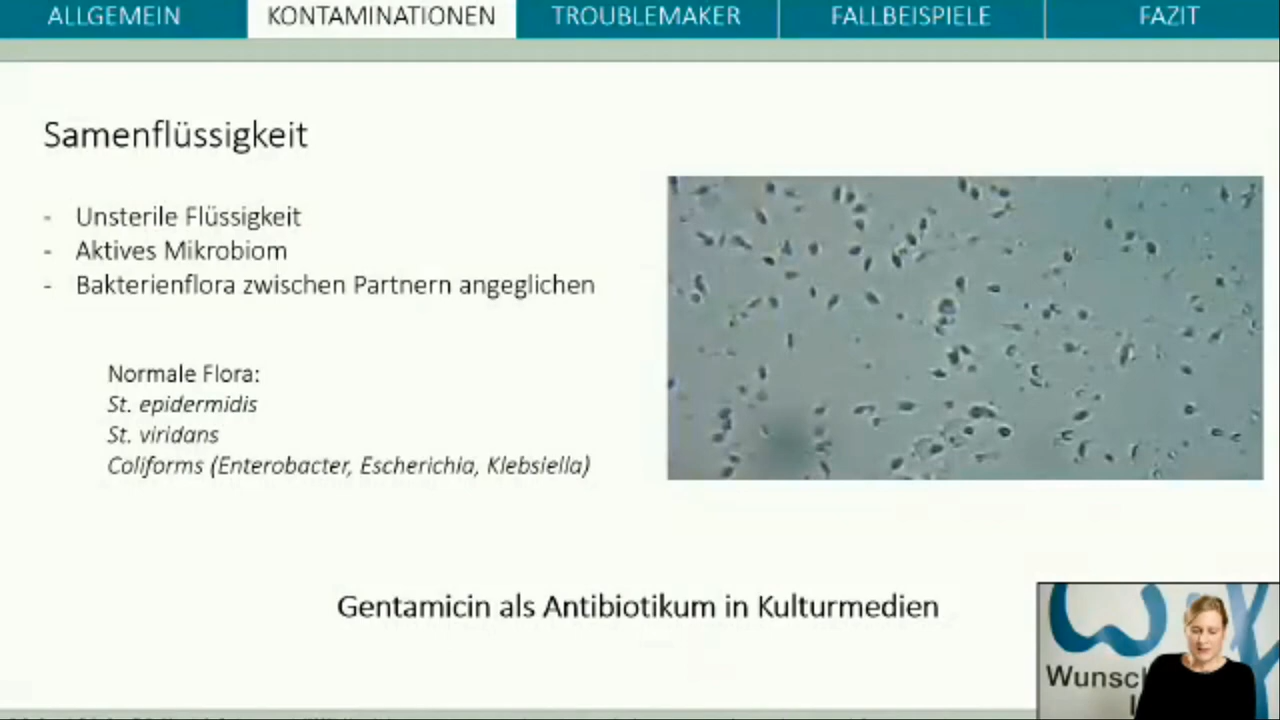 ALLGEMEIN
KONTAMINATIONEN
TROUBLEMAKER
FALLBEISPIELE
FAZIT
Samenflüssigkeit
- Unsterile Flüssigkeit
- Aktives Mikrobiom
- Bakterienflora zwischen Partnern angeglichen
Normale Flora:
St. epidermidis
St. viridans
Coliforms (Enterobacter, Escherichia, Klebsiella)
Gentamicin als Antibiotikum in Kulturmedien